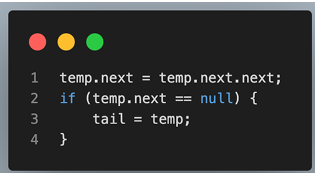 1 temp.next = temp.next.next;
2 if (temp.next == null) {
3     tail = temp;
4 }